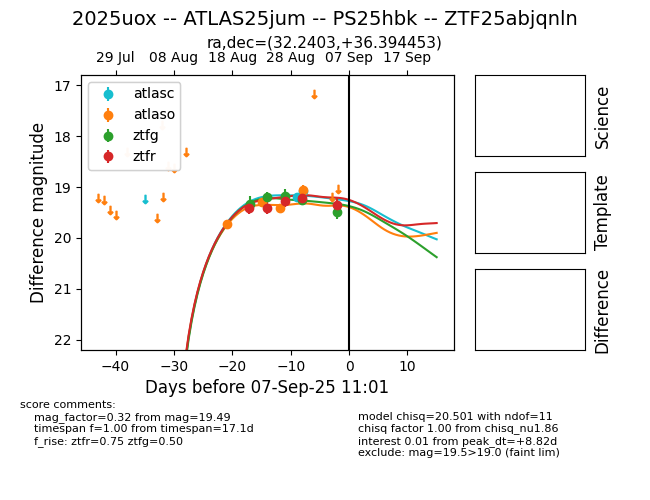 2025uox -- ATLAS25jum -- PS25hbk -- ZTF25abjqnln
ra,dec=(32.2403,+36.394453)
29 Jul 08 Aug 18 Aug 28 Aug 07 Sep 17 Sep
17
18
19
20
21
22
Difference magnitude
atlasc
atlaso
ztfg
ztfr
−40 −30 −20 −10 0 10
Days before 07-Sep-25 11:01
Science
Template
Difference
score comments:
mag_factor=0.32 from mag=19.49
timespan f=1.00 from timespan=17.1d
f_rise: ztfr=0.75 ztfg=0.50
model chisq=20.501 with ndof=11
chisq factor 1.00 from chisq_nu1.86
interest 0.01 from peak_dt=+8.82d
exclude: mag=19.5>19.0 (faint lim)